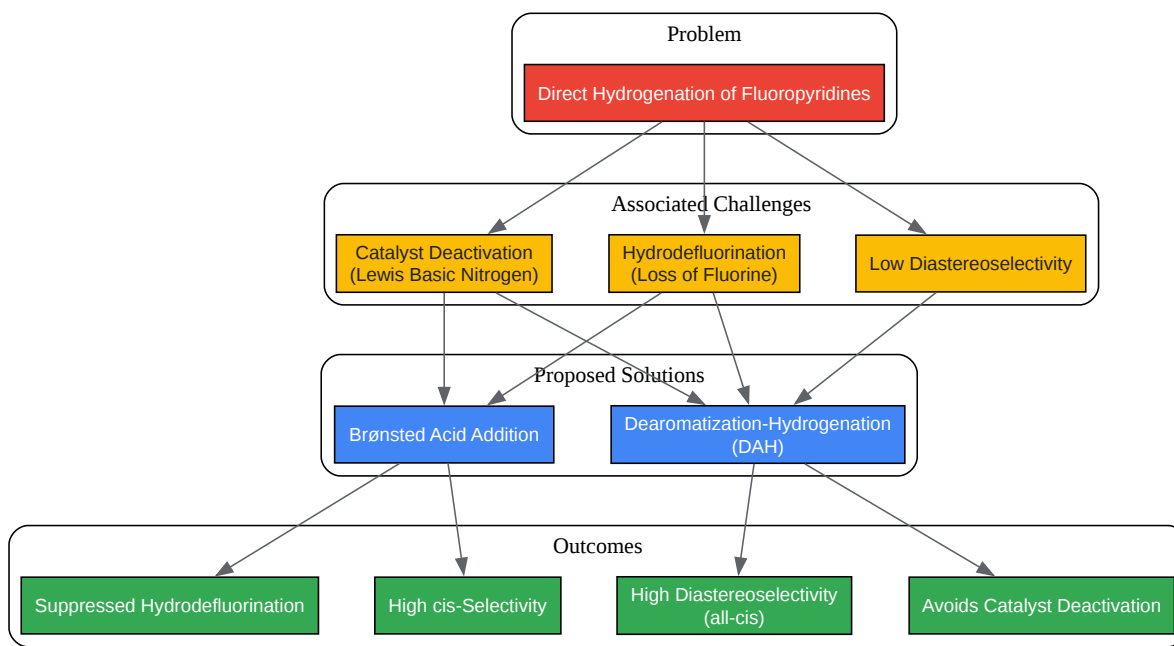 Problem
Direct Hydrogenation of Fluoropyridines
Associated Challenges
Catalyst Deactivation
(Lewis Basic Nitrogen)
Hydrodefluorination
(Loss of Fluorine)
Low Diastereoselectivity
Proposed Solutions
Brønsted Acid Addition
Dearomatization-Hydrogenation
(DAH)
Outcomes
Suppressed Hydrodefluorination
High cis-Selectivity
High Diastereoselectivity
(all-cis)
Avoids Catalyst Deactivation